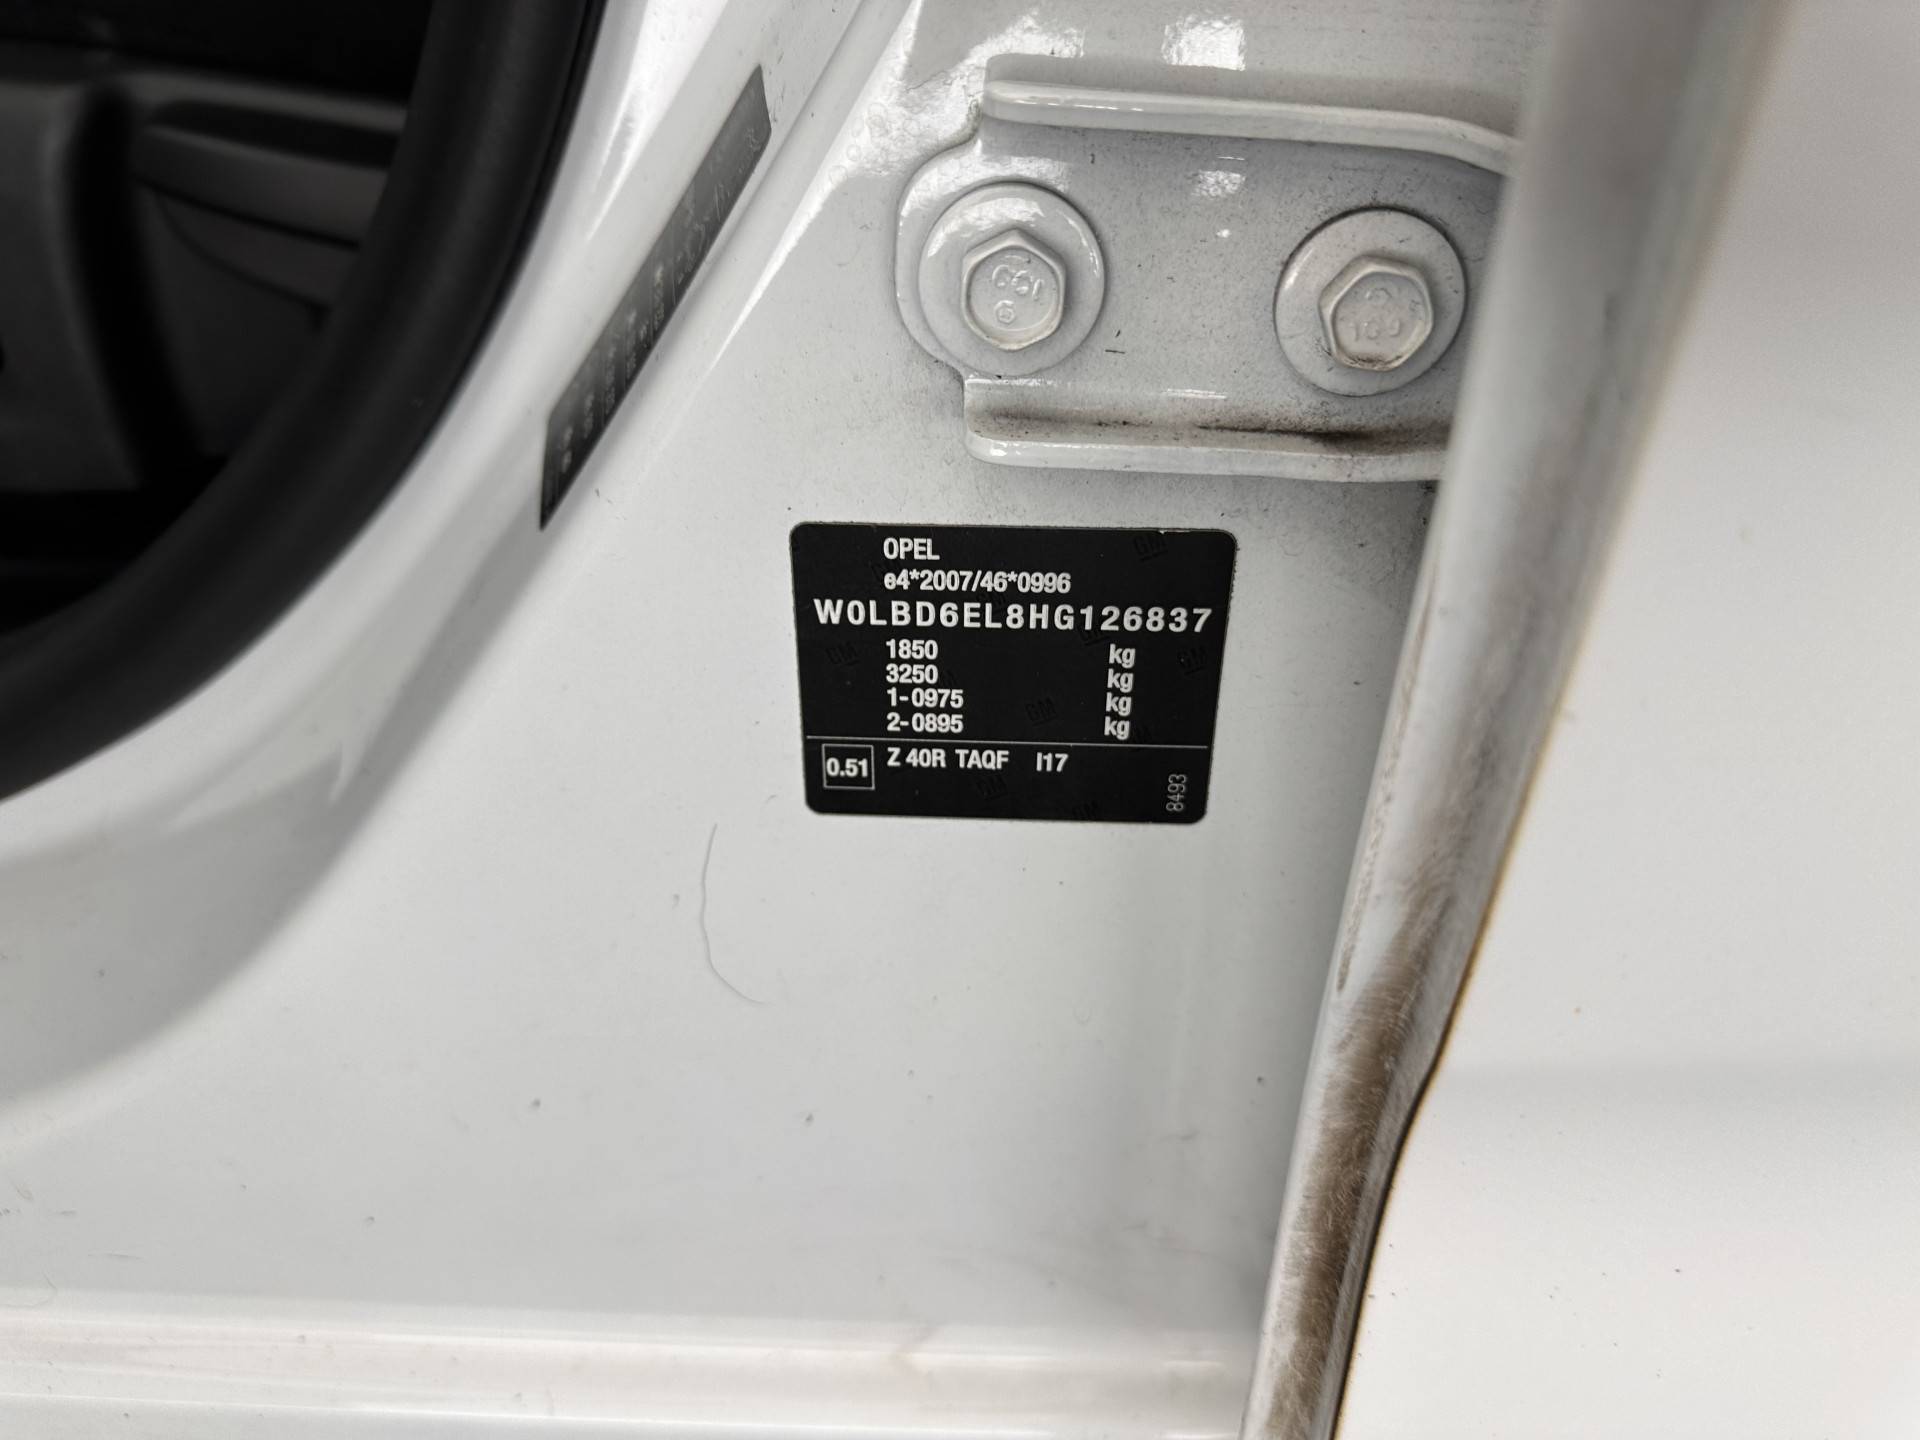 OPEL
e4*2007/46*0996
W0LBD6EL8HG126837
1850 kg
3250 kg
1-0975 kg
2-0895 kg
0.51 Z 40R TAQF I17
8493